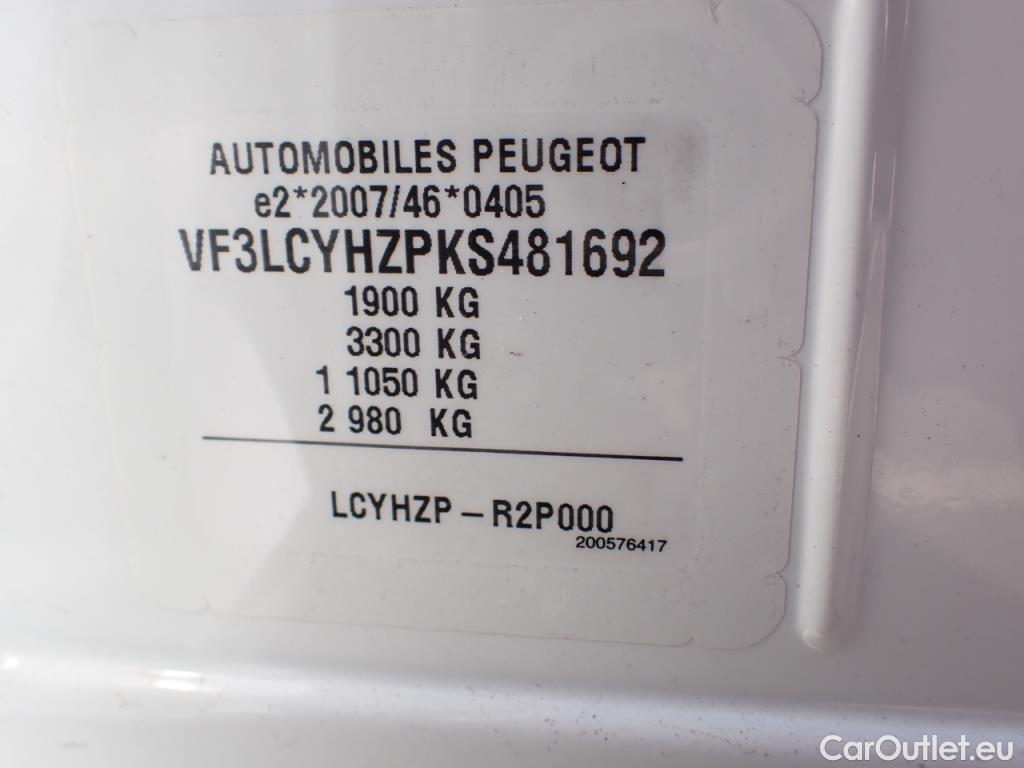 AUTOMOBILES PEUGEOT
e2*2007/46*0405
VF3LCYHZPKS481692
1900 KG
3300 KG
1 1050 KG
2 980 KG
LCYHZP – R2P000
200576417
CarOutlet.eu